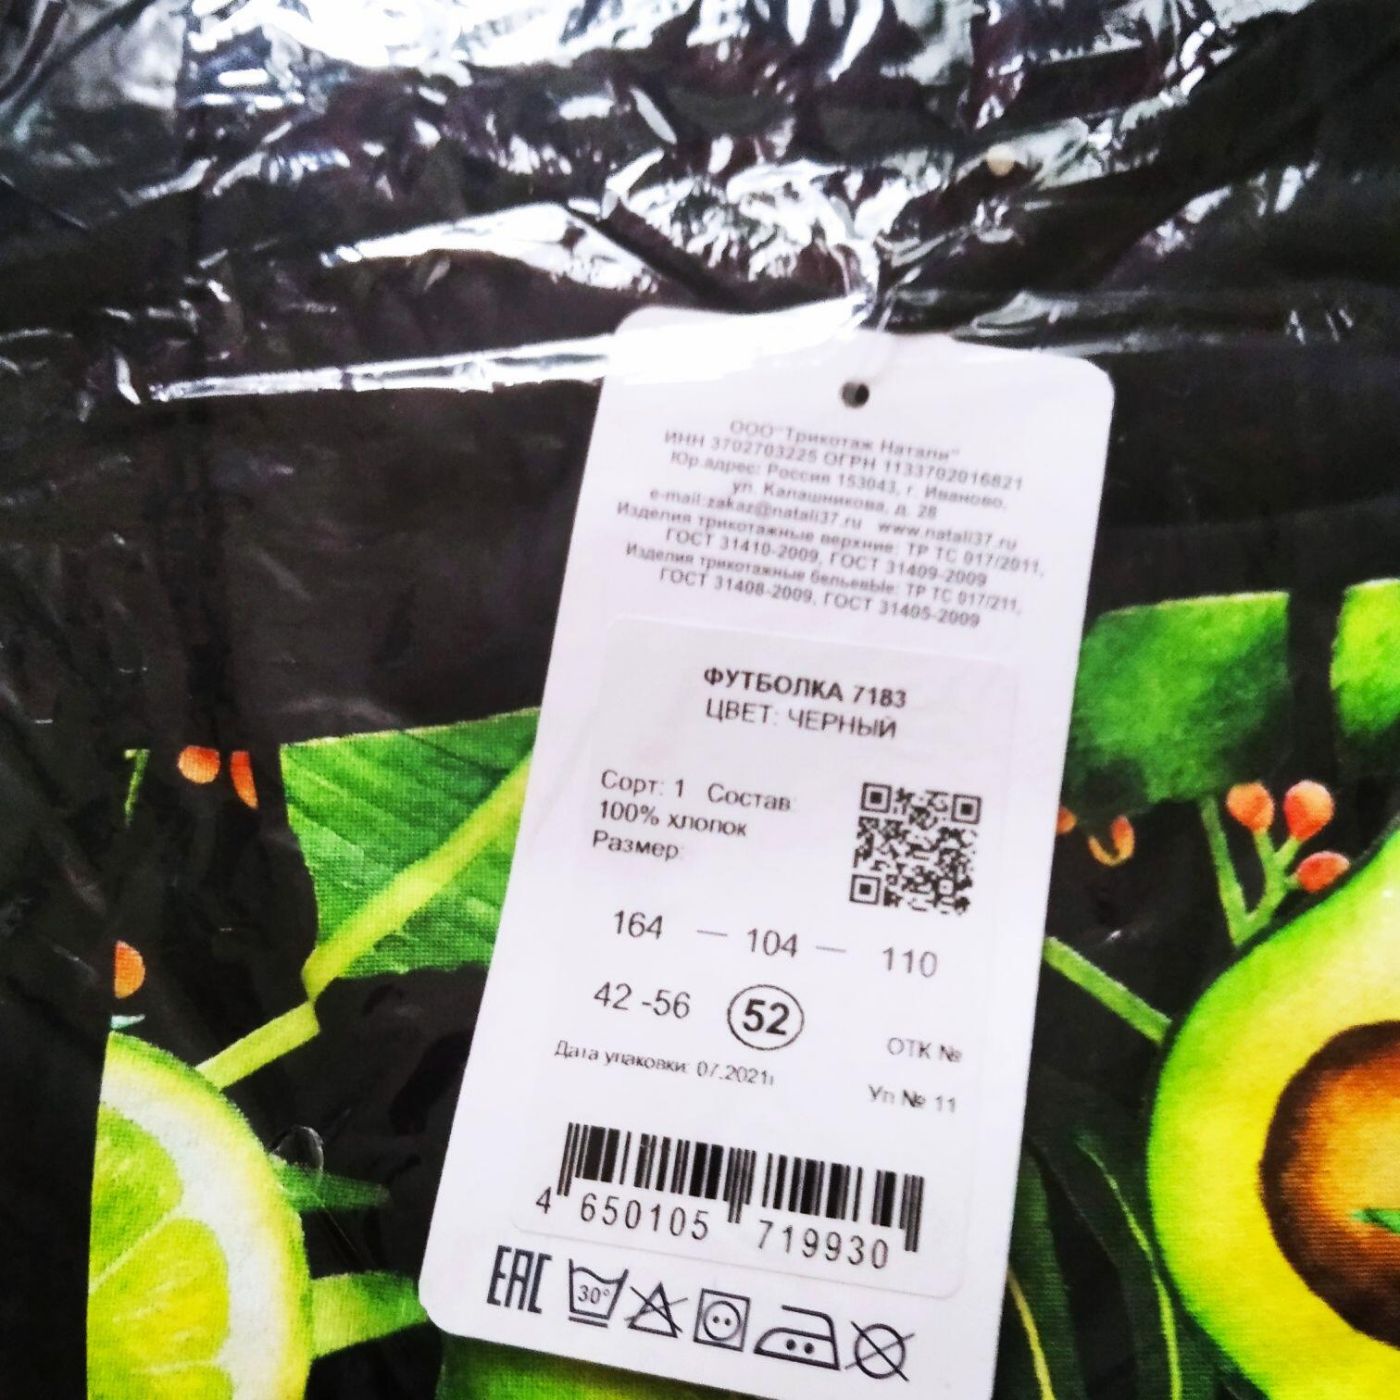 ООО"Трикотаж Натали"
ИНН 3702703225 ОГРН 1133702016821
Юр.адрес: Россия 153043, г. Иваново,
ул. Калашникова, д. 28
e-mail:zakaz@natali37.ru www.natali37.ru
Изделия трикотажные верхние: ТР ТС 017/2011,
ГОСТ 31410-2009, ГОСТ 31409-2009
Изделия трикотажные бельевые: ТР ТС 017/211,
ГОСТ 31408-2009, ГОСТ 31405-2009
ФУТБОЛКА 7183
ЦВЕТ: ЧЕРНЫЙ
Сорт: 1 Состав:
100% хлопок
Размер:
164 — 104 — 110
42 -56 52
ОТК №
Дата упаковки: 07.2021г
Уп № 11
4 650105 719930
EAC 30°